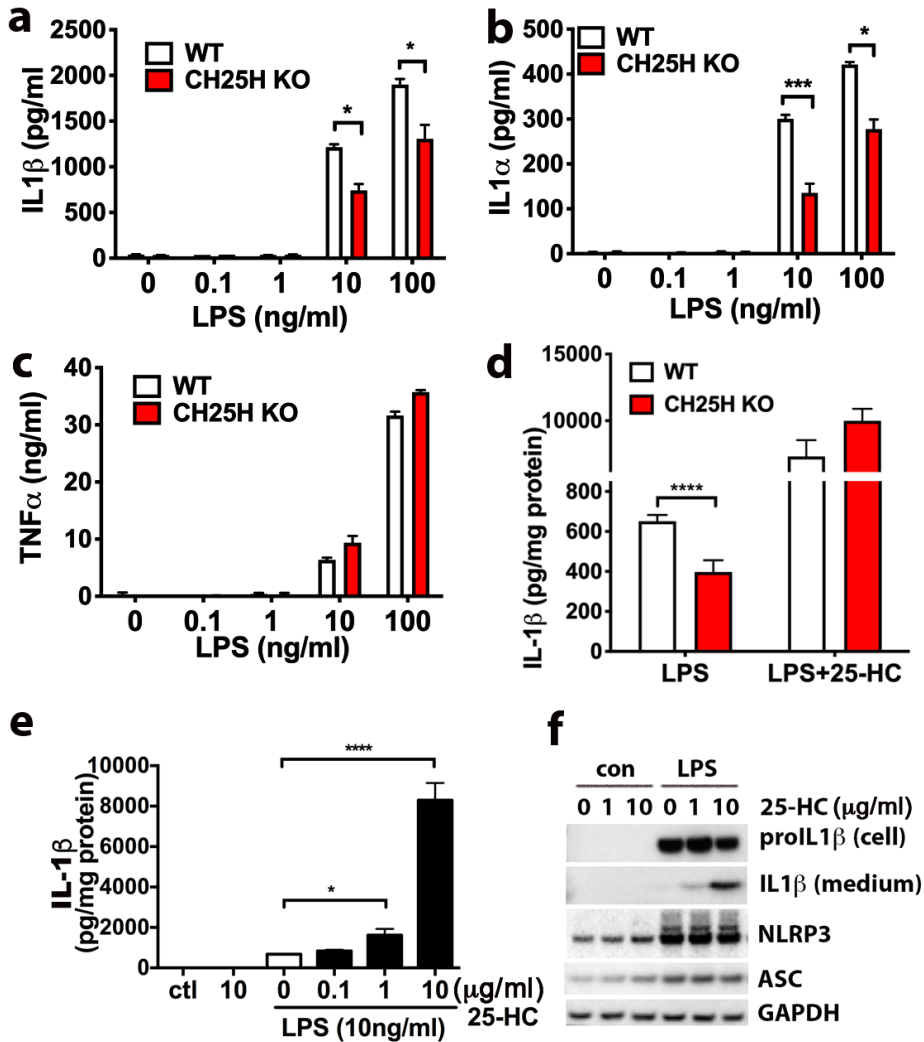 a
2500
2000
1500
1000
500
0
IL1β (pg/ml
WT
CH25H KO
*
*
0 0.1 1 10 100
LPS (ng/ml)
b
500
400
300
200
100
0
IL1α (pg/ml)
WT
CH25H KO
***
*
0 0.1 1 10 100
LPS (ng/ml)
c
40
30
20
10
0
TNFα (ng/ml)
WT
CH25H KO
0 0.1 1 10 100
LPS (ng/ml)
d
15000
10000
800
600
400
200
0
IL-1β (pg/mg protein)
WT
CH25H KO
****
LPS LPS+25-HC
e
10000
8000
6000
4000
2000
0
IL-1β
(pg/mg protein)
****
*
ctl 10 0 0.1 1 10 (μg/ml)
25-HC
LPS (10ng/ml)
f
con LPS
0 1 10 0 1 10 25-HC (μg/ml)
proIL1β (cell)
IL1β (medium)
NLRP3
ASC
GAPDH